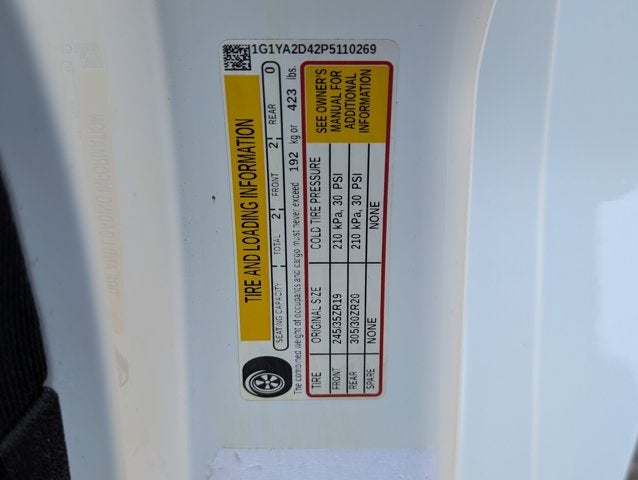 1G1YA2D42P5110269
TIRE AND LOADING INFORMATION
SEATING CAPACITY TOTAL 2 FRONT 2 REAR 0
The combined weight of occupants and cargo must never exceed 192 kg or 423 lbs.
TIRE ORIGINAL SIZE COLD TIRE PRESSURE
FRONT 245/35ZR19 210 kPa, 30 PSI
REAR 305/30ZR20 210 kPa, 30 PSI
SPARE NONE NONE
SEE OWNER'S
MANUAL FOR
ADDITIONAL
INFORMATION